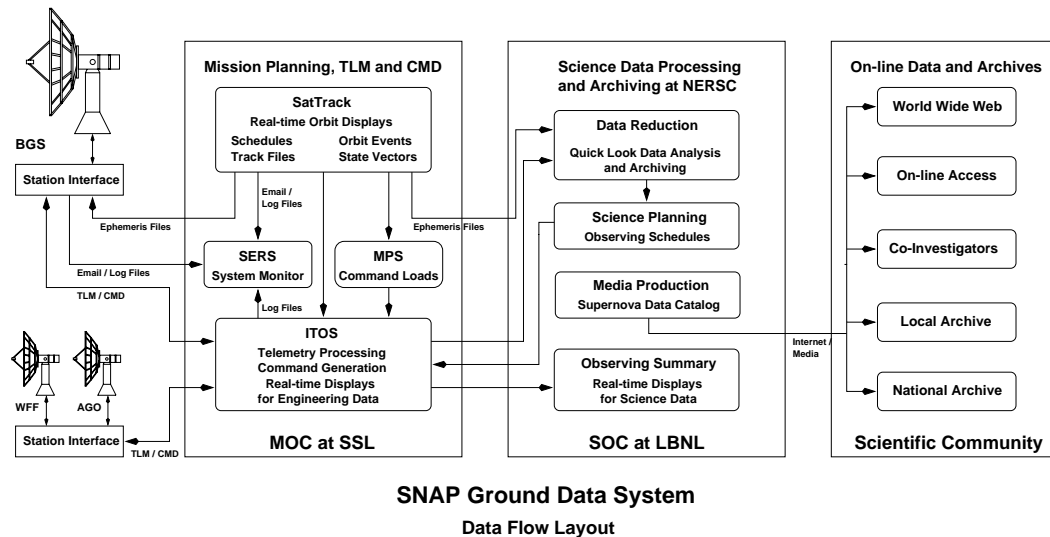 BGS
Station Interface
Ephemeris Files
Email / Log Files
TLM / CMD
WFF
AGO
Station Interface
TLM / CMD
Mission Planning, TLM and CMD
SatTrack
Real-time Orbit Displays
Schedules
Orbit Events
Track Files
State Vectors
Email /
Log Files
Ephemeris Files
SERS
System Monitor
MPS
Command Loads
Log Files
ITOS
Telemetry Processing
Command Generation
Real-time Displays
for Engineering Data
MOC at SSL
Science Data Processing
and Archiving at NERSC
Data Reduction
Quick Look Data Analysis
and Archiving
Science Planning
Observing Schedules
Media Production
Supernova Data Catalog
Observing Summary
Real-time Displays
for Science Data
SOC at LBNL
Internet /
Media
On-line Data and Archives
World Wide Web
On-line Access
Co-Investigators
Local Archive
National Archive
Scientific Community
SNAP Ground Data System
Data Flow Layout